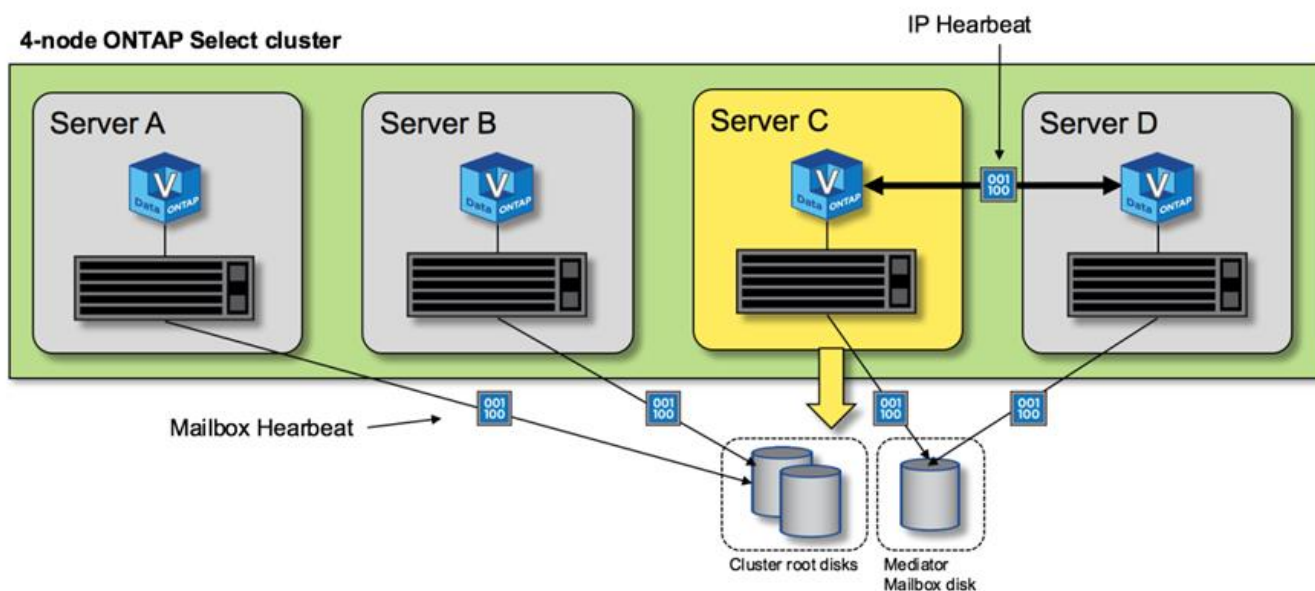 IP Hearbeat
4-node ONTAP Select cluster
Server A
Server B
Server C
Server D
V
Data ONTAP
V
Data ONTAP
V
Data ONTAP
V
Data ONTAP
001
100
Mailbox Hearbeat
001
100
001
100
001
100
001
100
Cluster root disks
Mediator
Mailbox disk